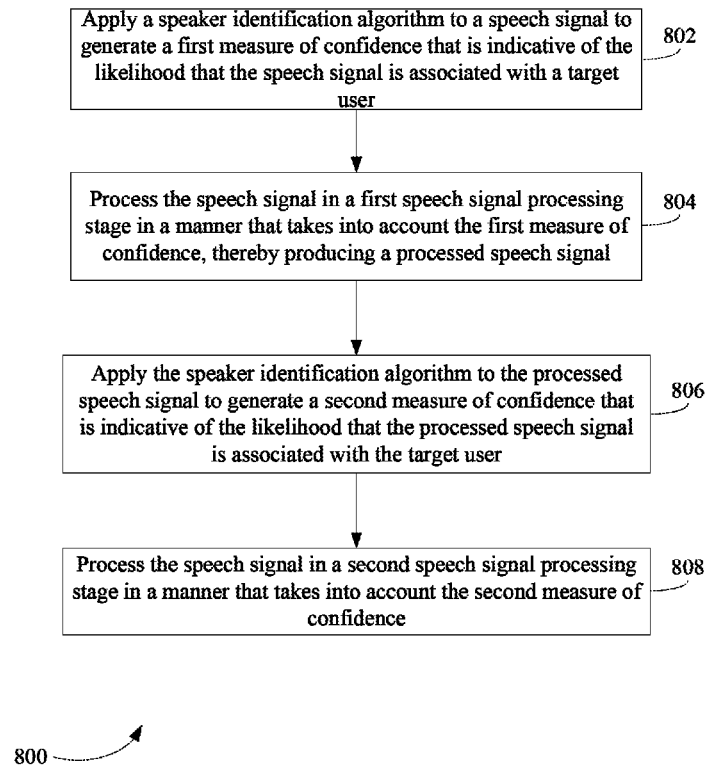 Apply a speaker identification algorithm to a speech signal to
generate a first measure of confidence that is indicative of the
likelihood that the speech signal is associated with a target
user
802
Process the speech signal in a first speech signal processing
stage in a manner that takes into account the first measure of
confidence, thereby producing a processed speech signal
804
Apply the speaker identification algorithm to the processed
speech signal to generate a second measure of confidence that
is indicative of the likelihood that the processed speech signal
is associated with the target user
806
Process the speech signal in a second speech signal processing
stage in a manner that takes into account the second measure of
confidence
808
800